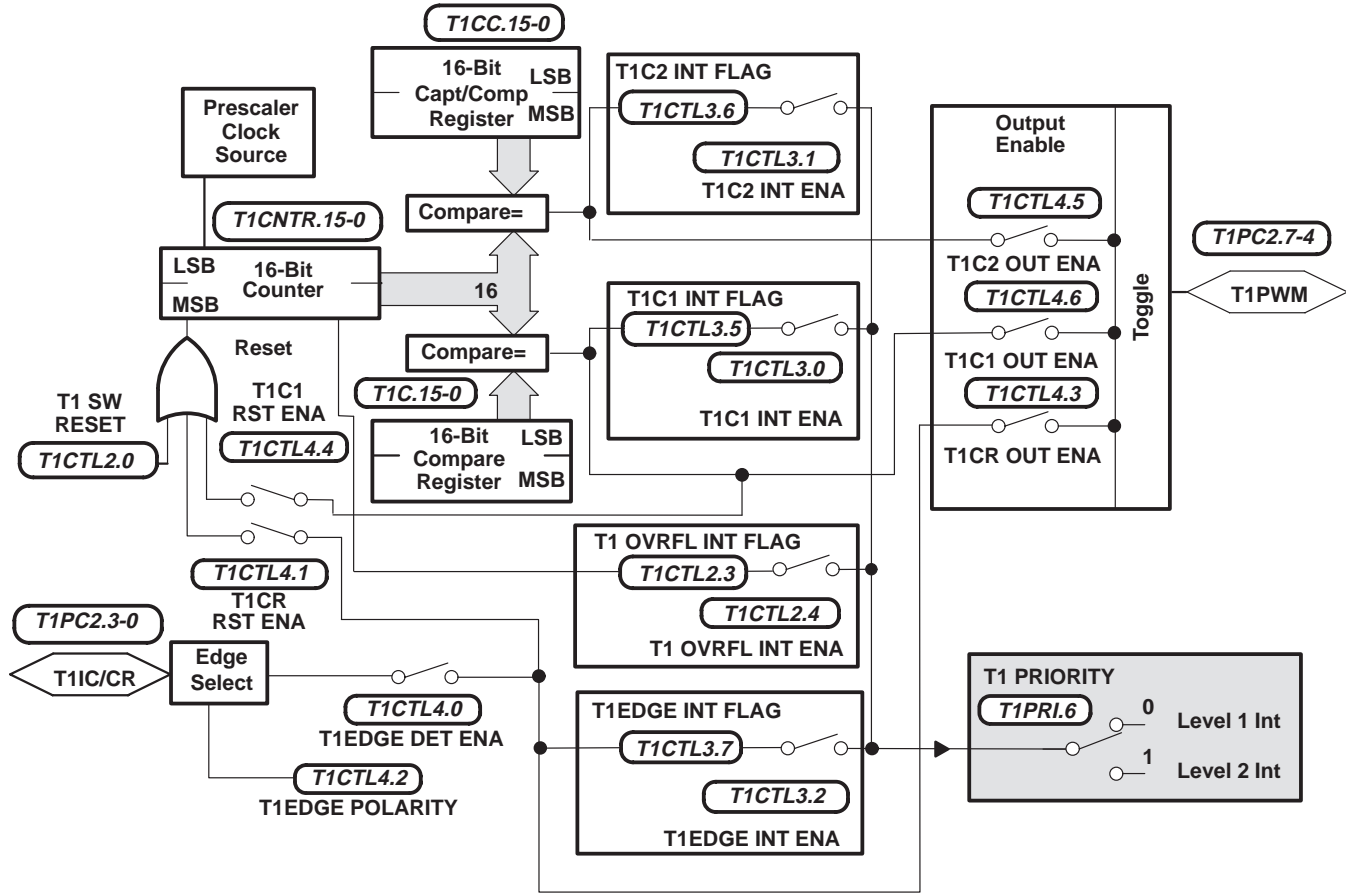 T1CC.15-0
16-Bit
Capt/Comp
Register
LSB
MSB
Prescaler
Clock
Source
T1CNTR.15-0
LSB
MSB
16-Bit
Counter
16
Compare=
Compare=
T1C.15-0
16-Bit
Compare
Register
LSB
MSB
Reset
T1 SW
RESET
T1CTL2.0
T1C1
RST ENA
T1CTL4.4
T1CTL4.1
T1CR
RST ENA
T1PC2.3-0
T1IC/CR
Edge
Select
T1CTL4.0
T1EDGE DET ENA
T1CTL4.2
T1EDGE POLARITY
T1C2 INT FLAG
T1CTL3.6
T1CTL3.1
T1C2 INT ENA
T1C1 INT FLAG
T1CTL3.5
T1CTL3.0
T1C1 INT ENA
T1 OVRFL INT FLAG
T1CTL2.3
T1CTL2.4
T1 OVRFL INT ENA
T1EDGE INT FLAG
T1CTL3.7
T1CTL3.2
T1EDGE INT ENA
Output
Enable
T1CTL4.5
T1C2 OUT ENA
T1CTL4.6
T1C1 OUT ENA
T1CTL4.3
T1CR OUT ENA
Toggle
T1PC2.7-4
T1PWM
T1 PRIORITY
T1PRI.6
0
Level 1 Int
1
Level 2 Int